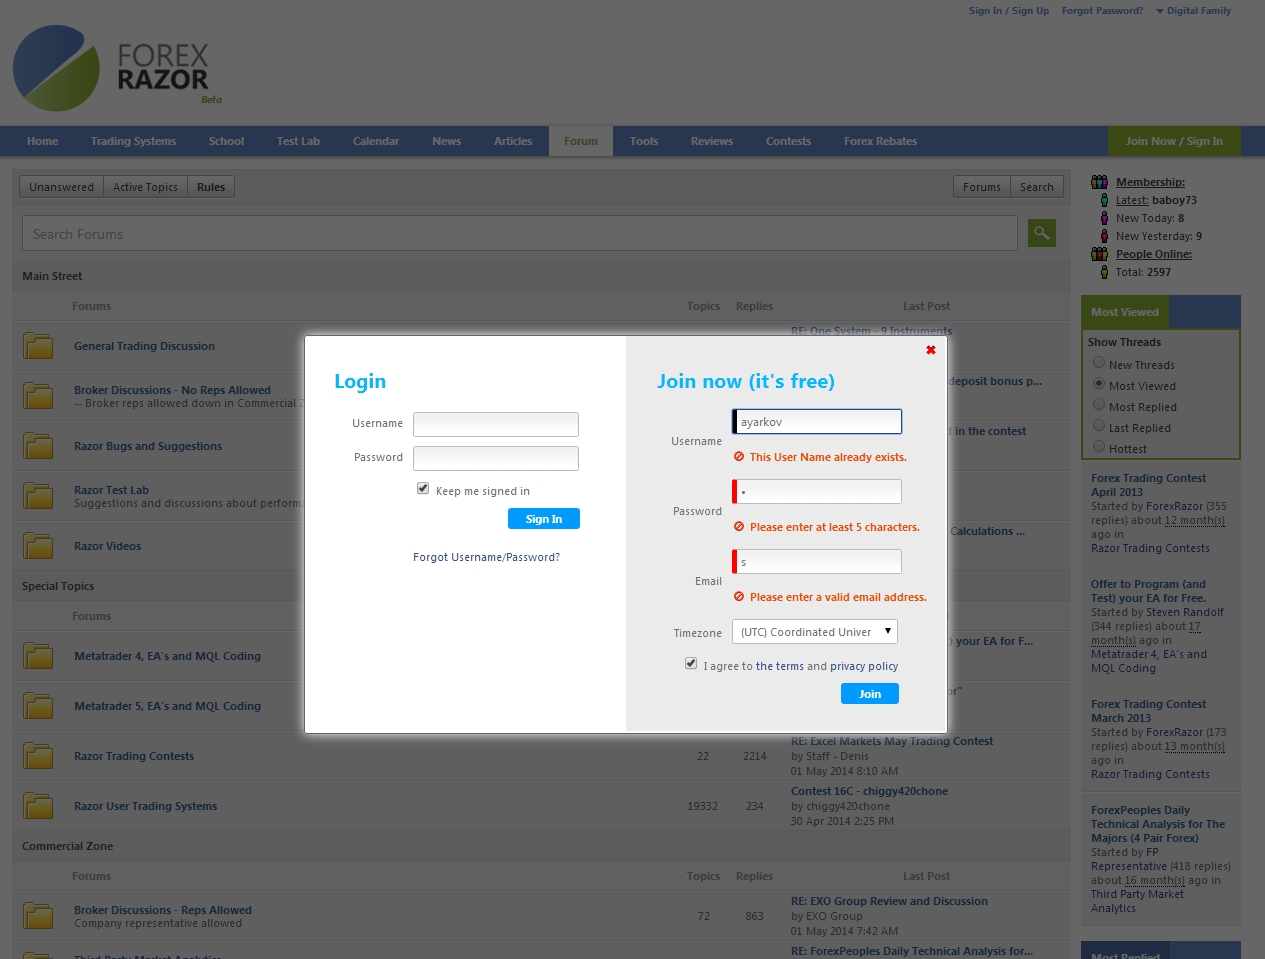 Sign In / Sign Up Forgot Password? Digital Family
FOREX
RAZOR
Beta
Home Trading Systems School Test Lab Calendar News Articles Forum Tools Reviews Contests Forex Rebates Join Now / Sign In
Unanswered Active Topics Rules Forums Search
Search Forums
Main Street
Forums Topics Replies Last Post
RE: One System - 9 Instruments
General Trading Discussion
Broker Discussions - No Reps Allowed
-- Broker reps allowed down in Commercial
deposit bonus p...
Razor Bugs and Suggestions
in the contest
Razor Test Lab
Suggestions and discussions about
Razor Videos
Calculations ...
Special Topics
Forums
Metatrader 4, EA's and MQL Coding
your EA for F...
Metatrader 5, EA's and MQL Coding
Razor Trading Contests
22 2214
RE: Excel Markets May Trading Contest
by Staff - Denis
01 May 2014 8:10 AM
Razor User Trading Systems
19332 234
Contest 16C - chiggy420chone
by chiggy420chone
30 Apr 2014 2:25 PM
Commercial Zone
Forums Topics Replies Last Post
Broker Discussions - Reps Allowed
Company representative allowed
72 863
RE: EXO Group Review and Discussion
by EXO Group
01 May 2014 7:42 AM
Third Party Market Analytics
RE: ForexPeoples Daily Technical Analysis for...
Login
Username
Password
Keep me signed in
Sign In
Forgot Username/Password?
Join now (it's free)
ayarkov
Username
This User Name already exists.
Password
Please enter at least 5 characters.
s
Email
Please enter a valid email address.
Timezone (UTC) Coordinated Univer
I agree to the terms and privacy policy
Join
Membership:
Latest: baboy73
New Today: 8
New Yesterday: 9
People Online:
Total: 2597
Most Viewed
Show Threads
New Threads
Most Viewed
Most Replied
Last Replied
Hottest
Forex Trading Contest
April 2013
Started by ForexRazor (355
replies) about 12 month(s)
ago in
Razor Trading Contests
Offer to Program (and
Test) your EA for Free.
Started by Steven Randolf
(344 replies) about 17
month(s) ago in
Metatrader 4, EA's and
MQL Coding
Forex Trading Contest
March 2013
Started by ForexRazor (173
replies) about 13 month(s)
ago in
Razor Trading Contests
ForexPeoples Daily
Technical Analysis for The
Majors (4 Pair Forex)
Started by FP
Representative (418 replies)
about 16 month(s) ago in
Third Party Market
Analytics
Most Replied